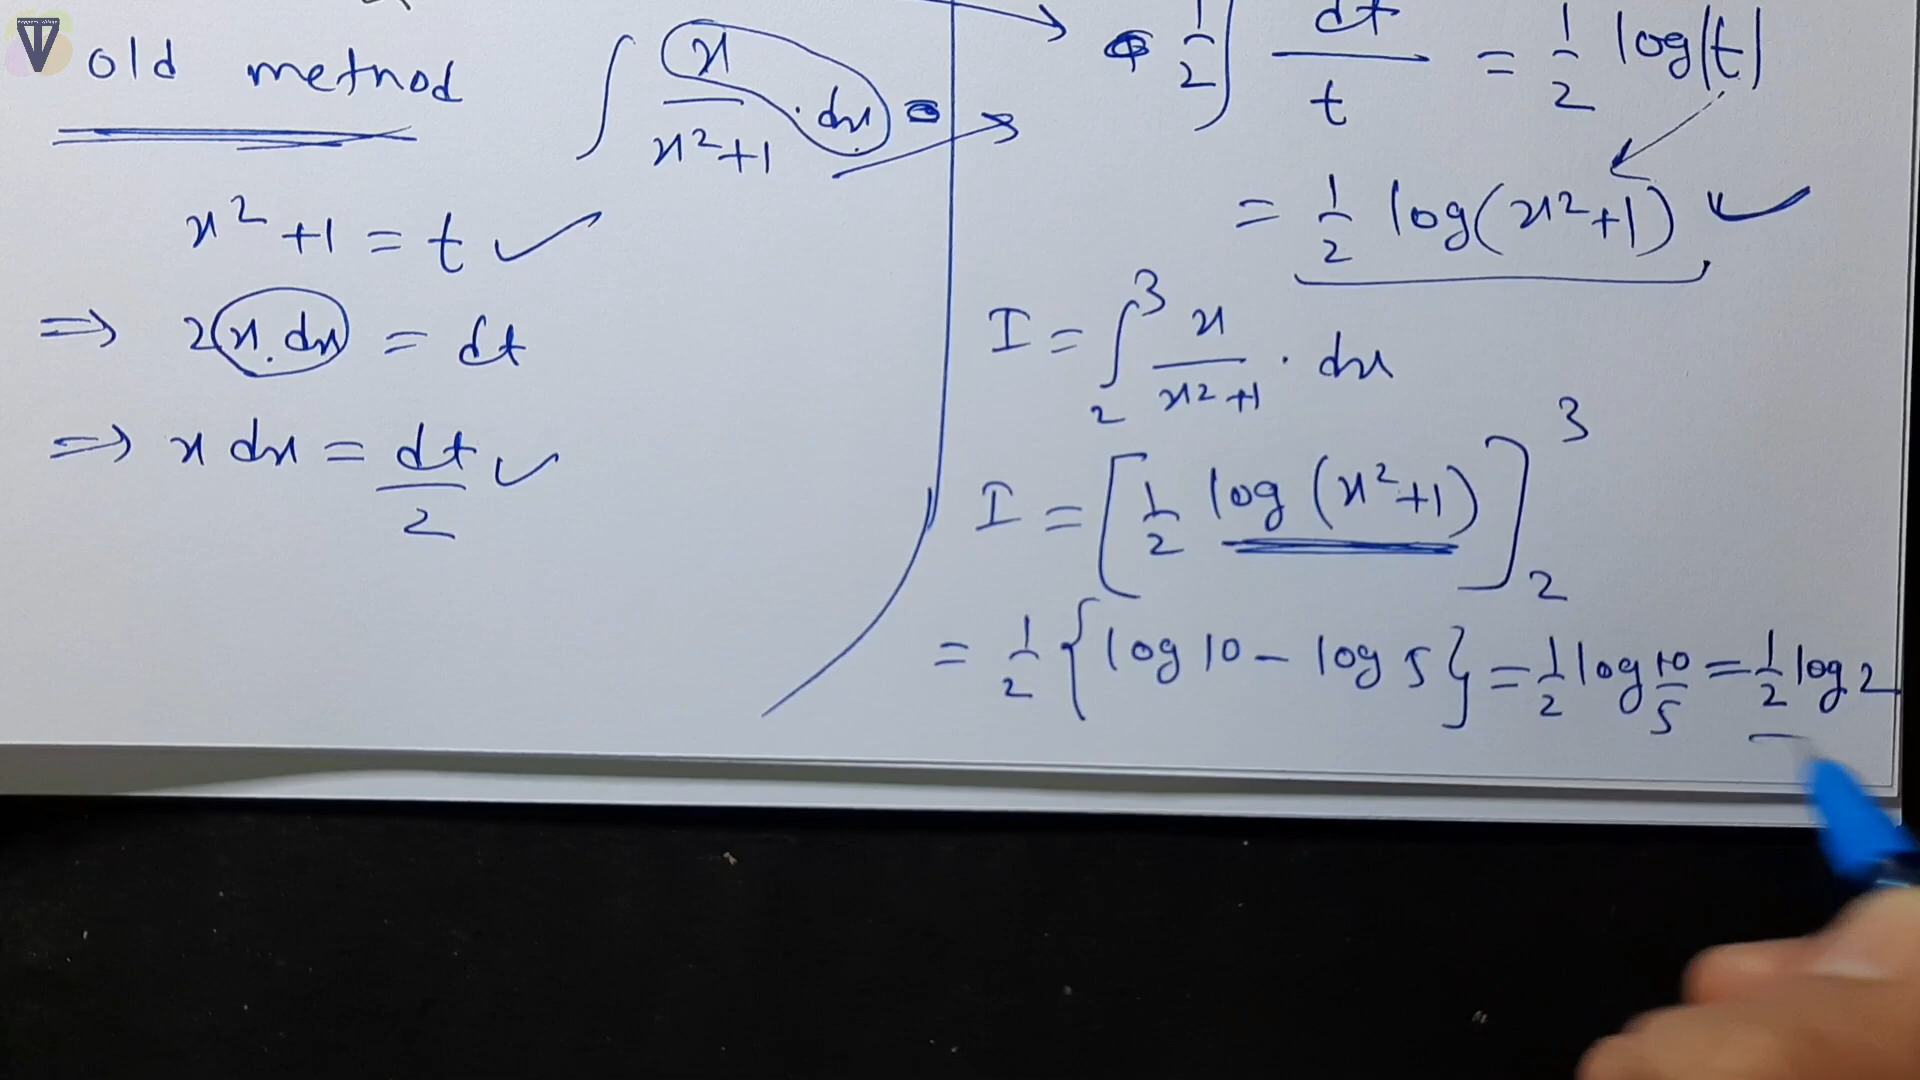 old method ∫ x/(x²+1) · dx =
x²+1 = t ✓
⇒ 2(x.dx) = dt
⇒ x dx = dt/2 ✓
1/2 ∫ dt/t = 1/2 log|t|
= 1/2 log(x²+1) ✓
I = ∫₂³ x/(x²+1) · dx
I = [1/2 log (x²+1)]₂³
= 1/2 {log 10 - log 5} = 1/2 log 10/5 = 1/2 log 2